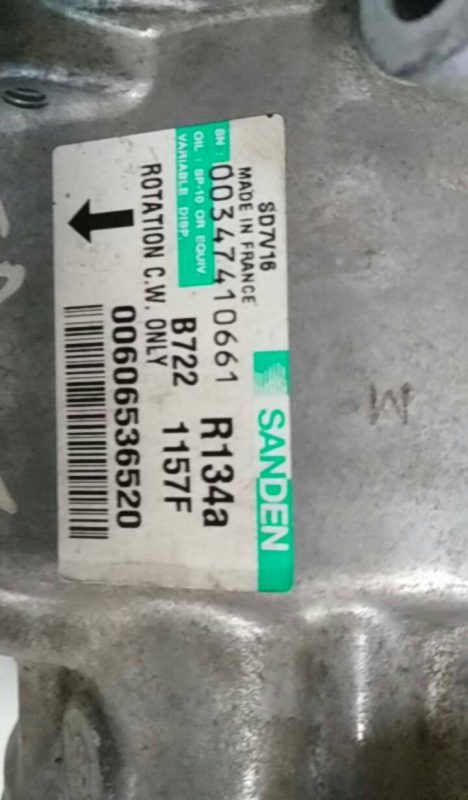 SANDEN
SD7V16
MADE IN FRANCE
R134a
SN : 00347410661
1157F
OIL : SP-10 OR EQUIV.
VARIABLE DISP.
B722
ROTATION C.W. ONLY
00606536520
M